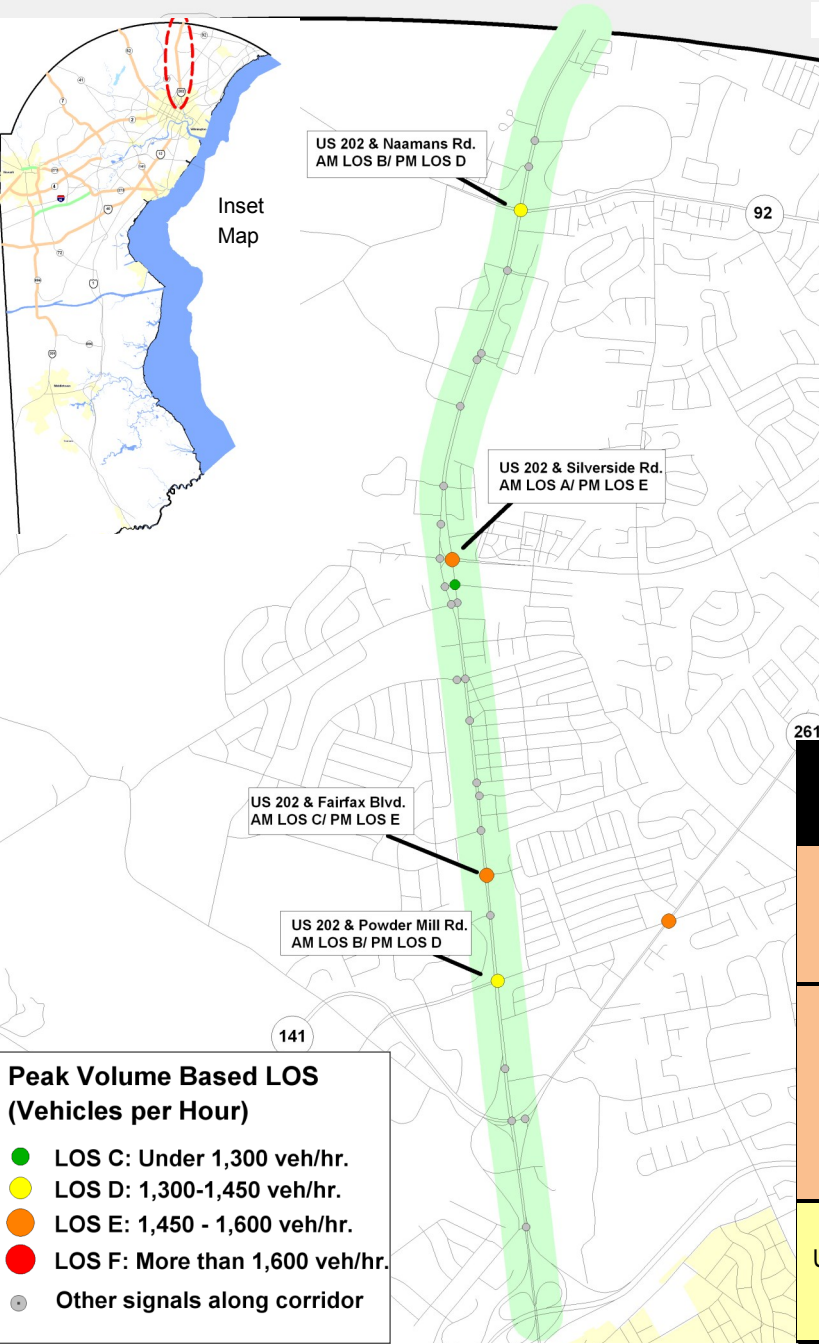 Inset
Map
US 202 & Naamans Rd.
AM LOS B/ PM LOS D
92
US 202 & Silverside Rd.
AM LOS A/ PM LOS E
261
US 202 & Fairfax Blvd.
AM LOS C/ PM LOS E
US 202 & Powder Mill Rd.
AM LOS B/ PM LOS D
141
Peak Volume Based LOS
(Vehicles per Hour)
LOS C: Under 1,300 veh/hr.
LOS D: 1,300-1,450 veh/hr.
LOS E: 1,450 - 1,600 veh/hr.
LOS F: More than 1,600 veh/hr.
Other signals along corridor
U